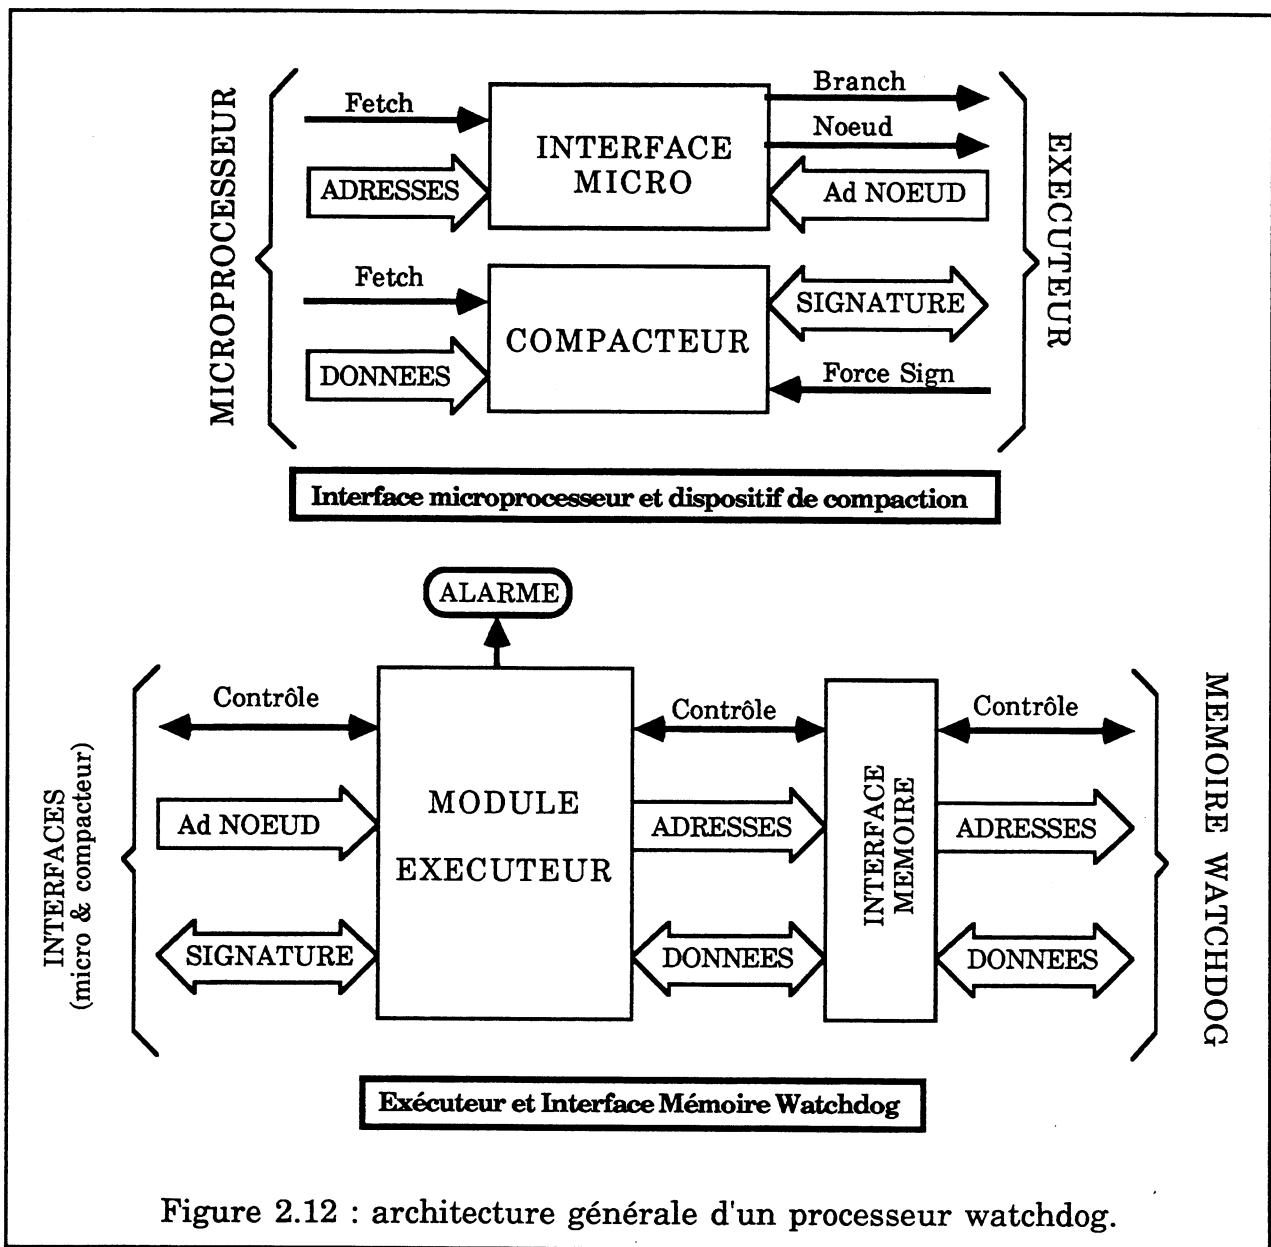 MICROPROCESSEUR
Fetch
ADRESSES
INTERFACE
MICRO
Branch
Noeud
Ad NOEUD
EXECUTEUR
Fetch
DONNEES
COMPACTEUR
SIGNATURE
Force Sign
Interface microprocesseur et dispositif de compaction
ALARME
INTERFACES
(micro & compacteur)
Contrôle
Ad NOEUD
SIGNATURE
MODULE
EXECUTEUR
Contrôle
ADRESSES
DONNEES
INTERFACE
MEMOIRE
Contrôle
ADRESSES
DONNEES
MEMOIRE WATCHDOG
Exécuteur et Interface Mémoire Watchdog
Figure 2.12 : architecture générale d'un processeur watchdog.